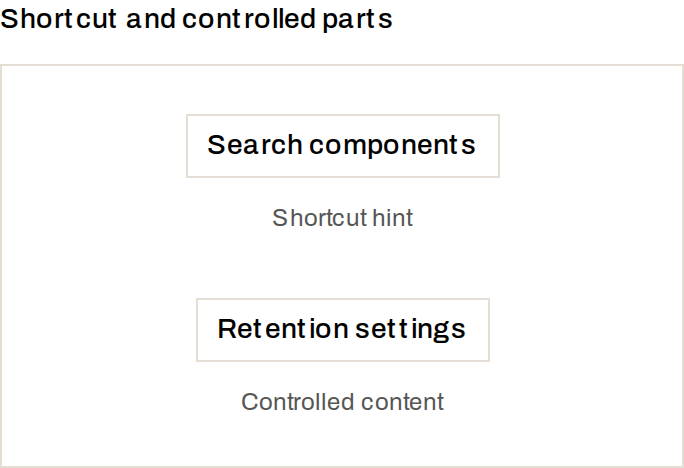 Shortcut and controlled parts
Search components
Shortcut hint
Retention settings
Controlled content